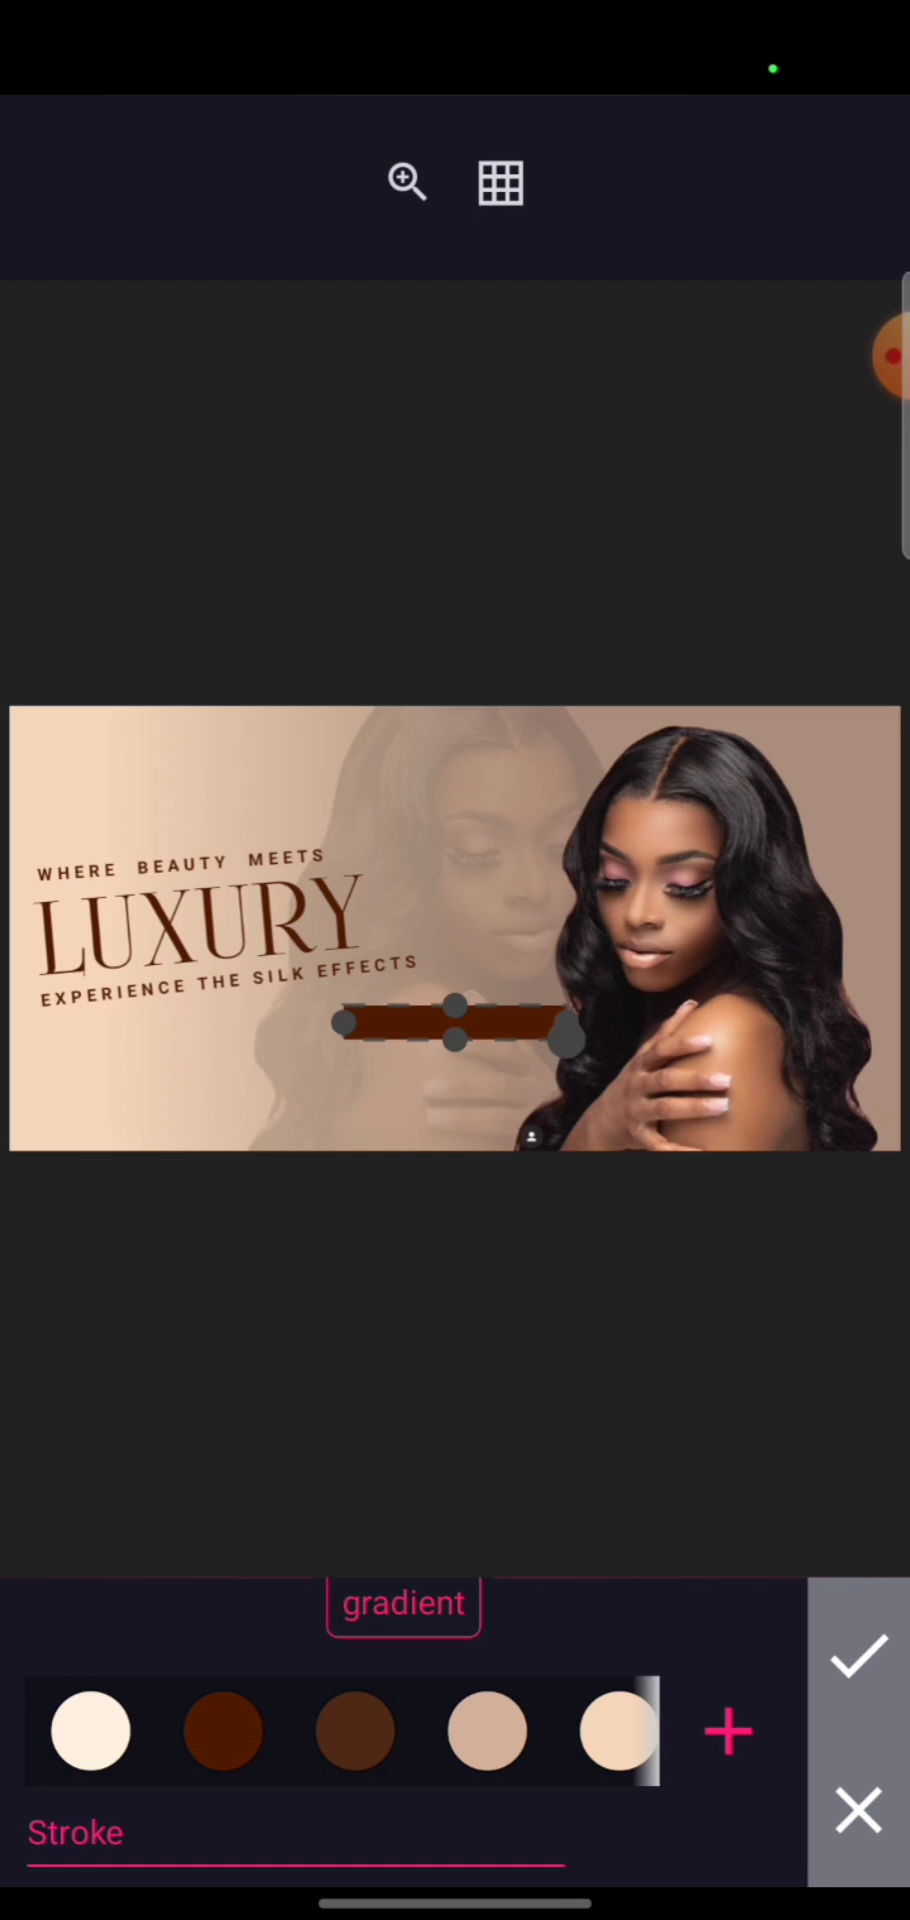 WHERE BEAUTY MEETS
LUXURY
EXPERIENCE THE SILK EFFECTS
gradient
Stroke